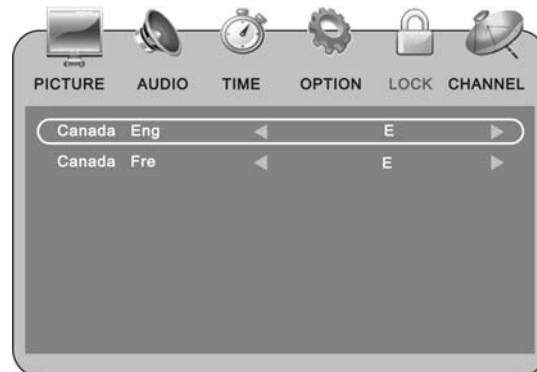 PICTURE AUDIO TIME OPTION LOCK CHANNEL
Canada Eng E
Canada Fre E